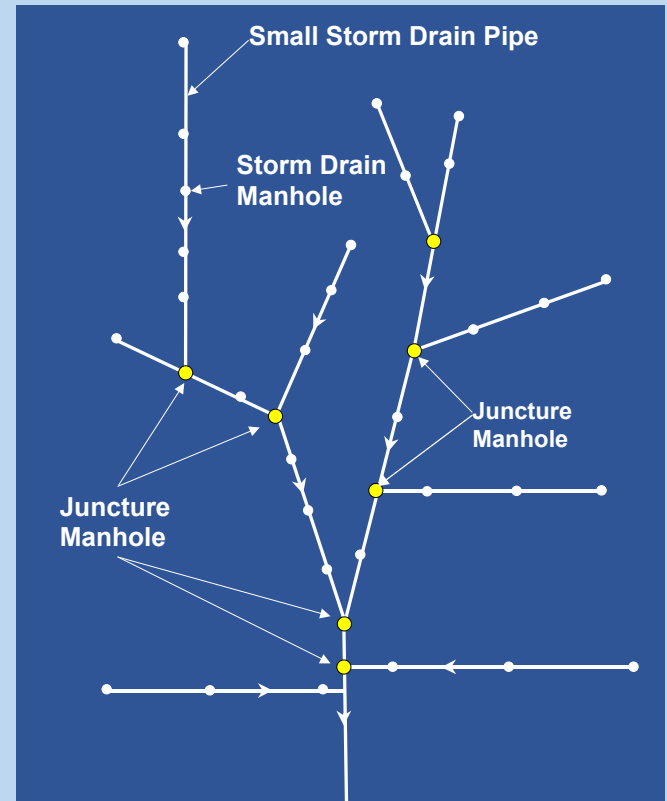 Small Storm Drain Pipe
Storm Drain
Manhole
Juncture
Manhole
Juncture
Manhole